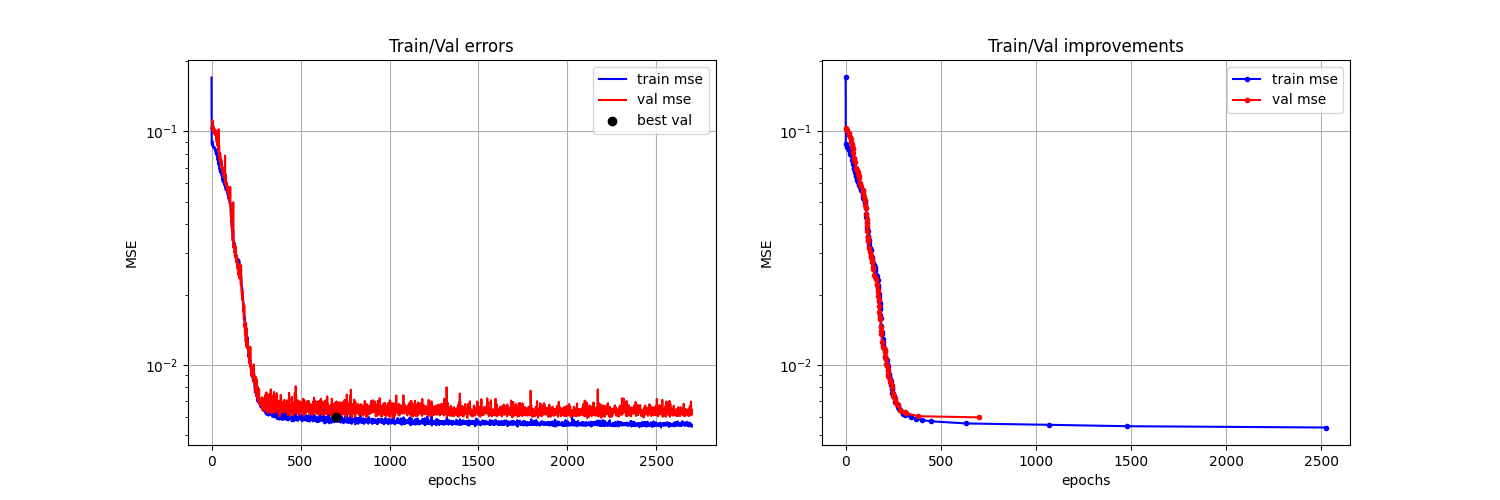 Train/Val errors
train mse
val mse
best val
MSE
10⁻¹
10⁻²
0 500 1000 1500 2000 2500
epochs
Train/Val improvements
train mse
val mse
MSE
10⁻¹
10⁻²
0 500 1000 1500 2000 2500
epochs